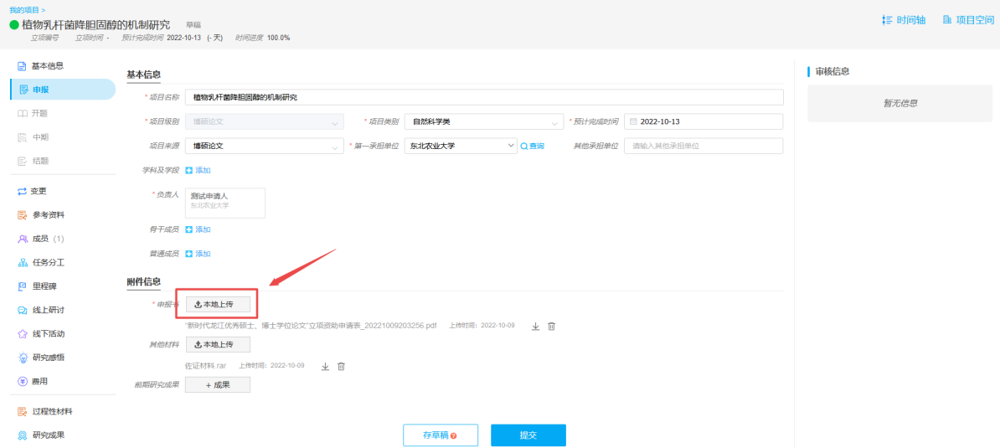 我的项目 >
植物乳杆菌降胆固醇的机制研究 草稿
立项编号 立项时间 - 预计完成时间 2022-10-13 (- 天) 时间进度 100.0%
时间轴 项目空间
基本信息
申报
开题
中期
结题
变更
参考资料
成员 (1)
任务分工
里程碑
线上研讨
线下活动
研究感悟
费用
过程性材料
研究成果
基本信息
* 项目名称 植物乳杆菌降胆固醇的机制研究
* 项目级别 博硕论文 * 项目类别 自然科学类 * 预计完成时间 2022-10-13
项目来源 博硕论文 * 第一承担单位 东北农业大学 查询 其他承担单位 请输入其他承担单位
学科及学段 添加
* 负责人 测试申请人
东北农业大学
骨干成员 添加
普通成员 添加
附件信息
* 申报书 本地上传
"新时代龙江优秀硕士、博士学位论文"立项资助申请表_20221009203256.pdf 上传时间: 2022-10-09
其他材料 本地上传
佐证材料.rar 上传时间: 2022-10-09
前期研究成果 + 成果
存草稿 提交
审核信息
暂无信息